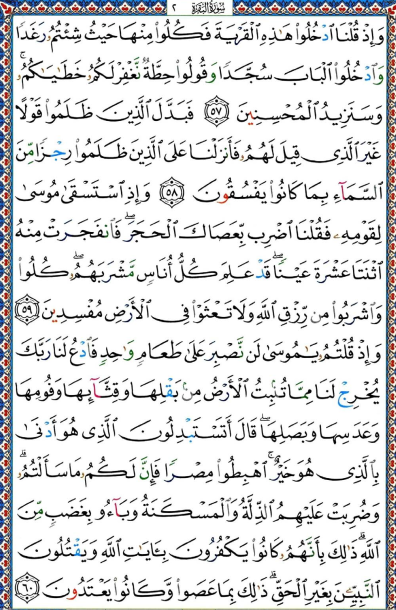 سُورَةُ البَقَرَةِ ٢
وَإِذْ قُلْنَا ٱدْخُلُوا۟ هَٰذِهِ ٱلْقَرْيَةَ فَكُلُوا۟ مِنْهَا حَيْثُ شِئْتُمُۥ رَغَدًا
وَٱدْخُلُوا۟ ٱلْبَابَ سُجَّدًا وَقُولُوا۟ حِطَّةٌ نَّغْفِرْ لَكُمُۥ خَطَٰيَٰكُمُۥۚ
وَسَنَزِيدُ ٱلْمُحْسِنِينَ ٥٧ فَبَدَّلَ ٱلَّذِينَ ظَلَمُوا۟ قَوْلًا
غَيْرَ ٱلَّذِى قِيلَ لَهُمُۥ فَأَنزَلْنَا عَلَى ٱلَّذِينَ ظَلَمُوا۟ رِجْزًا مِّنَ
ٱلسَّمَآءِ بِمَا كَانُوا۟ يَفْسُقُونَ ٥٨ وَإِذِ ٱسْتَسْقَىٰ مُوسَىٰ
لِقَوْمِهِۦ فَقُلْنَا ٱضْرِب بِّعَصَاكَ ٱلْحَجَرَۖ فَٱنفَجَرَتْ مِنْهُ
ٱثْنَتَا عَشْرَةَ عَيْنًاۖ قَدْ عَلِمَ كُلُّ أُنَاسٍ مَّشْرَبَهُمُۥۖ كُلُوا۟
وَٱشْرَبُوا۟ مِن رِّزْقِ ٱللَّهِ وَلَا تَعْثَوْا۟ فِى ٱلْأَرْضِ مُفْسِدِينَ ٥٩
وَإِذْ قُلْتُمُۥ يَٰمُوسَىٰ لَن نَّصْبِرَ عَلَىٰ طَعَامٍ وَٰحِدٍ فَٱدْعُ لَنَا رَبَّكَ
يُخْرِجْ لَنَا مِمَّا تُنۢبِتُ ٱلْأَرْضُ مِنۢ بَقْلِهَا وَقِثَّآئِهَا وَفُومِهَا
وَعَدَسِهَا وَبَصَلِهَاۖ قَالَ أَتَسْتَبْدِلُونَ ٱلَّذِى هُوَ أَدْنَىٰ
بِٱلَّذِى هُوَ خَيْرٌۚ ٱهْبِطُوا۟ مِصْرًا فَإِنَّ لَكُمُۥ مَا سَأَلْتُمُۥۗ
وَضُرِبَتْ عَلَيْهِمُ ٱلذِّلَّةُ وَٱلْمَسْكَنَةُ وَبَآءُو بِغَضَبٍ مِّنَ
ٱللَّهِۗ ذَٰلِكَ بِأَنَّهُمُۥ كَانُوا۟ يَكْفُرُونَ بِـَٔايَٰتِ ٱللَّهِ وَيَقْتُلُونَ
ٱلنَّبِيِّـۧنَ بِغَيْرِ ٱلْحَقِّۗ ذَٰلِكَ بِمَا عَصَوا۟ وَّكَانُوا۟ يَعْتَدُونَ ٦٠